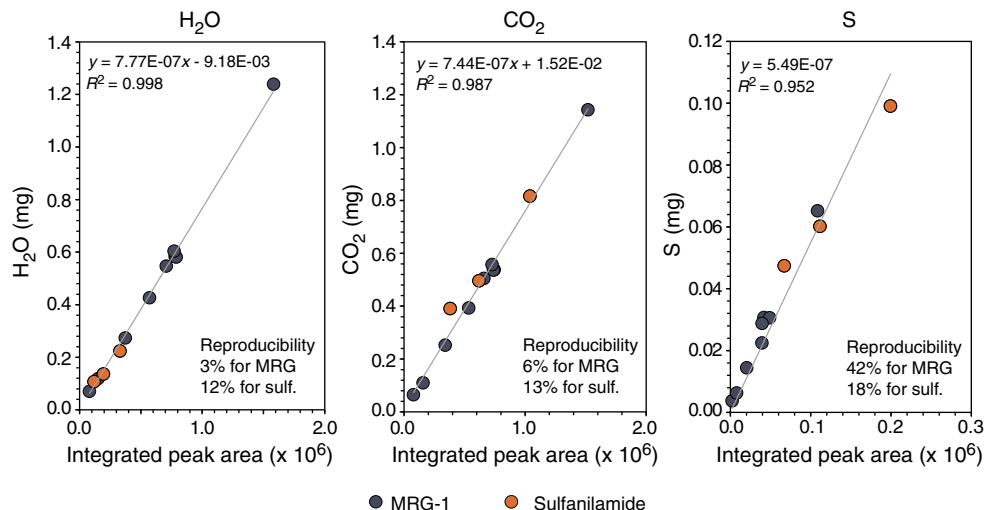 H2O
y = 7.77E-07x - 9.18E-03
R² = 0.998
1.4
1.2
1.0
0.8
0.6
0.4
0.2
0.0
H2O (mg)
Reproducibility
3% for MRG
12% for sulf.
0.0 1.0 2.0
Integrated peak area (x 10⁶)
CO2
y = 7.44E-07x + 1.52E-02
R² = 0.987
1.4
1.2
1.0
0.8
0.6
0.4
0.2
0.0
CO2 (mg)
Reproducibility
6% for MRG
13% for sulf.
0.0 1.0 2.0
Integrated peak area (x 10⁶)
S
y = 5.49E-07
R² = 0.952
0.12
0.10
0.08
0.06
0.04
0.02
0.00
S (mg)
Reproducibility
42% for MRG
18% for sulf.
0.0 0.1 0.2 0.3
Integrated peak area (x 10⁶)
MRG-1 Sulfanilamide